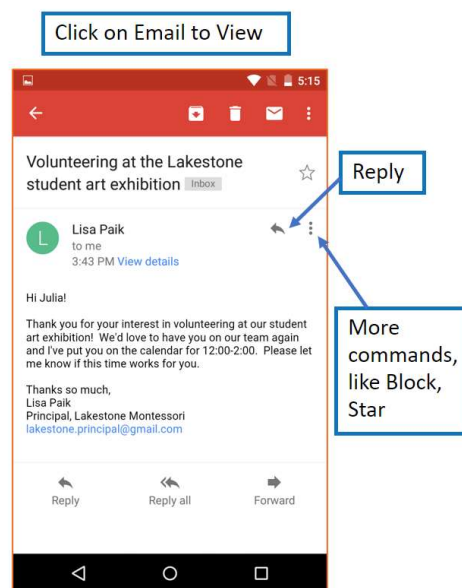 Click on Email to View
5:15
Volunteering at the Lakestone
student art exhibition Inbox
Reply
L
Lisa Paik
to me
3:43 PM View details
Hi Julia!
Thank you for your interest in volunteering at our student
art exhibition!  We'd love to have you on our team again
and I've put you on the calendar for 12:00-2:00.  Please let
me know if this time works for you.
More
commands,
like Block,
Star
Thanks so much,
Lisa Paik
Principal, Lakestone Montessori
lakestone.principal@gmail.com
Reply
Reply all
Forward